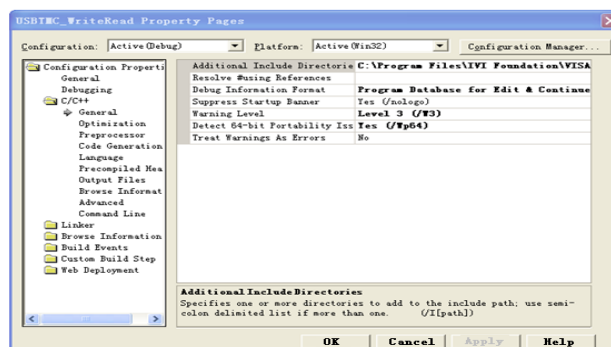 USBTMC_WriteRead Property Pages
Configuration: Active(Debug) Platform: Active(Win32) Configuration Manager...
Configuration Properti
General
Debugging
C/C++
General
Optimization
Preprocessor
Code Generation
Language
Precompiled Hea
Output Files
Browse Informat
Advanced
Command Line
Linker
Browse Information
Build Events
Custom Build Step
Web Deployment
Additional Include Directorie C:\Program Files\IVI Foundation\VISA
Resolve #using References
Debug Information Format Program Database for Edit & Continue
Suppress Startup Banner Yes (/nologo)
Warning Level Level 3 (/W3)
Detect 64-bit Portability Iss Yes (/Wp64)
Treat Warnings As Errors No
Additional Include Directories
Specifies one or more directories to add to the include path; use semi-
colon delimited list if more than one. (/I[path])
OK Cancel Apply Help